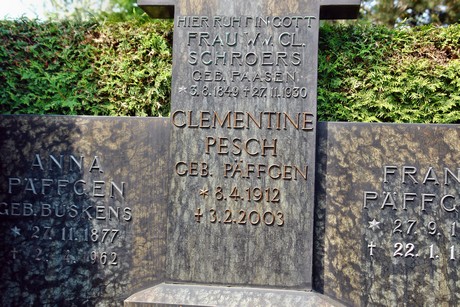 HIER RUHT IN GOTT
FRAU WW. CL.
SCHROERS
GEB. PAASEN
* 3.8.1849 + 27.11.1930
CLEMENTINE
PESCH
GEB. PÄFFGEN
* 8.4.1912
+ 3.2.2003
ANNA
PÄFFGEN
GEB. BUSKENS
* 27.11.1877
1962
FRAN
PÄFFG
* 27.9.1
+ 22.1